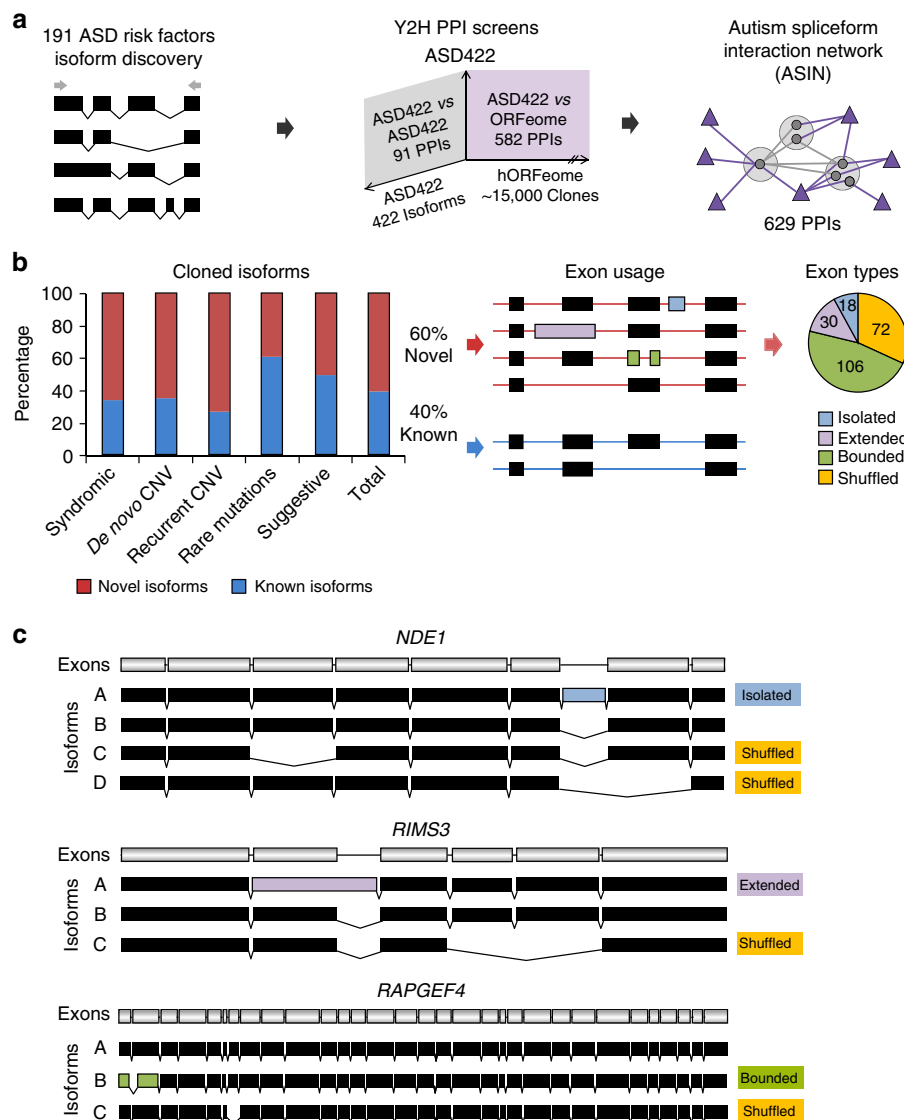 a
191 ASD risk factors
isoform discovery
Y2H PPI screens
ASD422
ASD422 vs
ASD422
91 PPIs
ASD422 vs
ORFeome
582 PPIs
ASD422
422 Isoforms
hORFeome
~15,000 Clones
Autism spliceform
interaction network
(ASIN)
629 PPIs
b
Cloned isoforms
Percentage
100
80
60
40
20
0
Syndromic
De novo CNV
Recurrent CNV
Rare mutations
Suggestive
Total
Novel isoforms
Known isoforms
60%
Novel
40%
Known
Exon usage
Exon types
18
30
72
106
Isolated
Extended
Bounded
Shuffled
c
NDE1
Exons
Isoforms
A
Isolated
B
C
Shuffled
D
Shuffled
RIMS3
Exons
Isoforms
A
Extended
B
C
Shuffled
RAPGEF4
Exons
Isoforms
A
B
Bounded
C
Shuffled